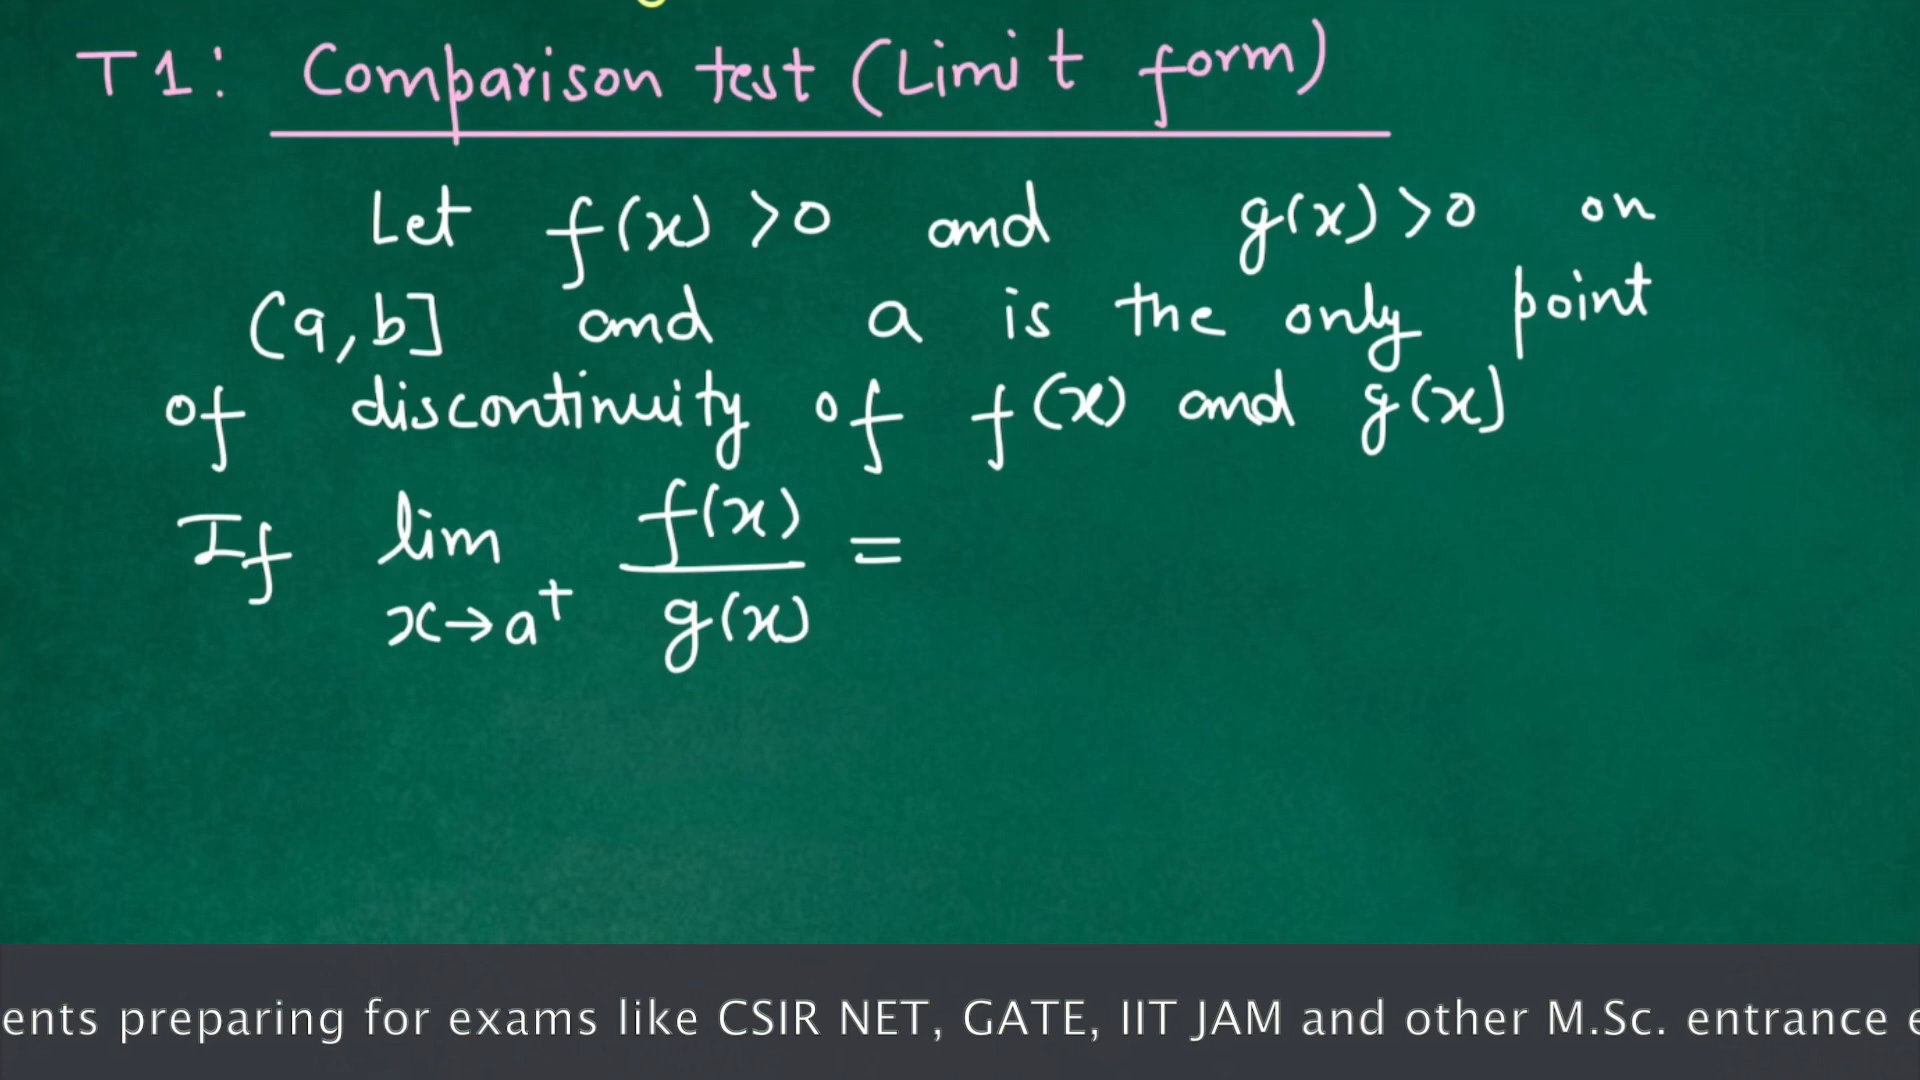 T1: Comparison test (Limit form)
Let f(x) >0 and g(x) >0 on
(a,b] and a is the only point
of discontinuity of f(x) and g(x)
If lim f(x)/g(x) =
x→a⁺
ents preparing for exams like CSIR NET, GATE, IIT JAM and other M.Sc. entrance e